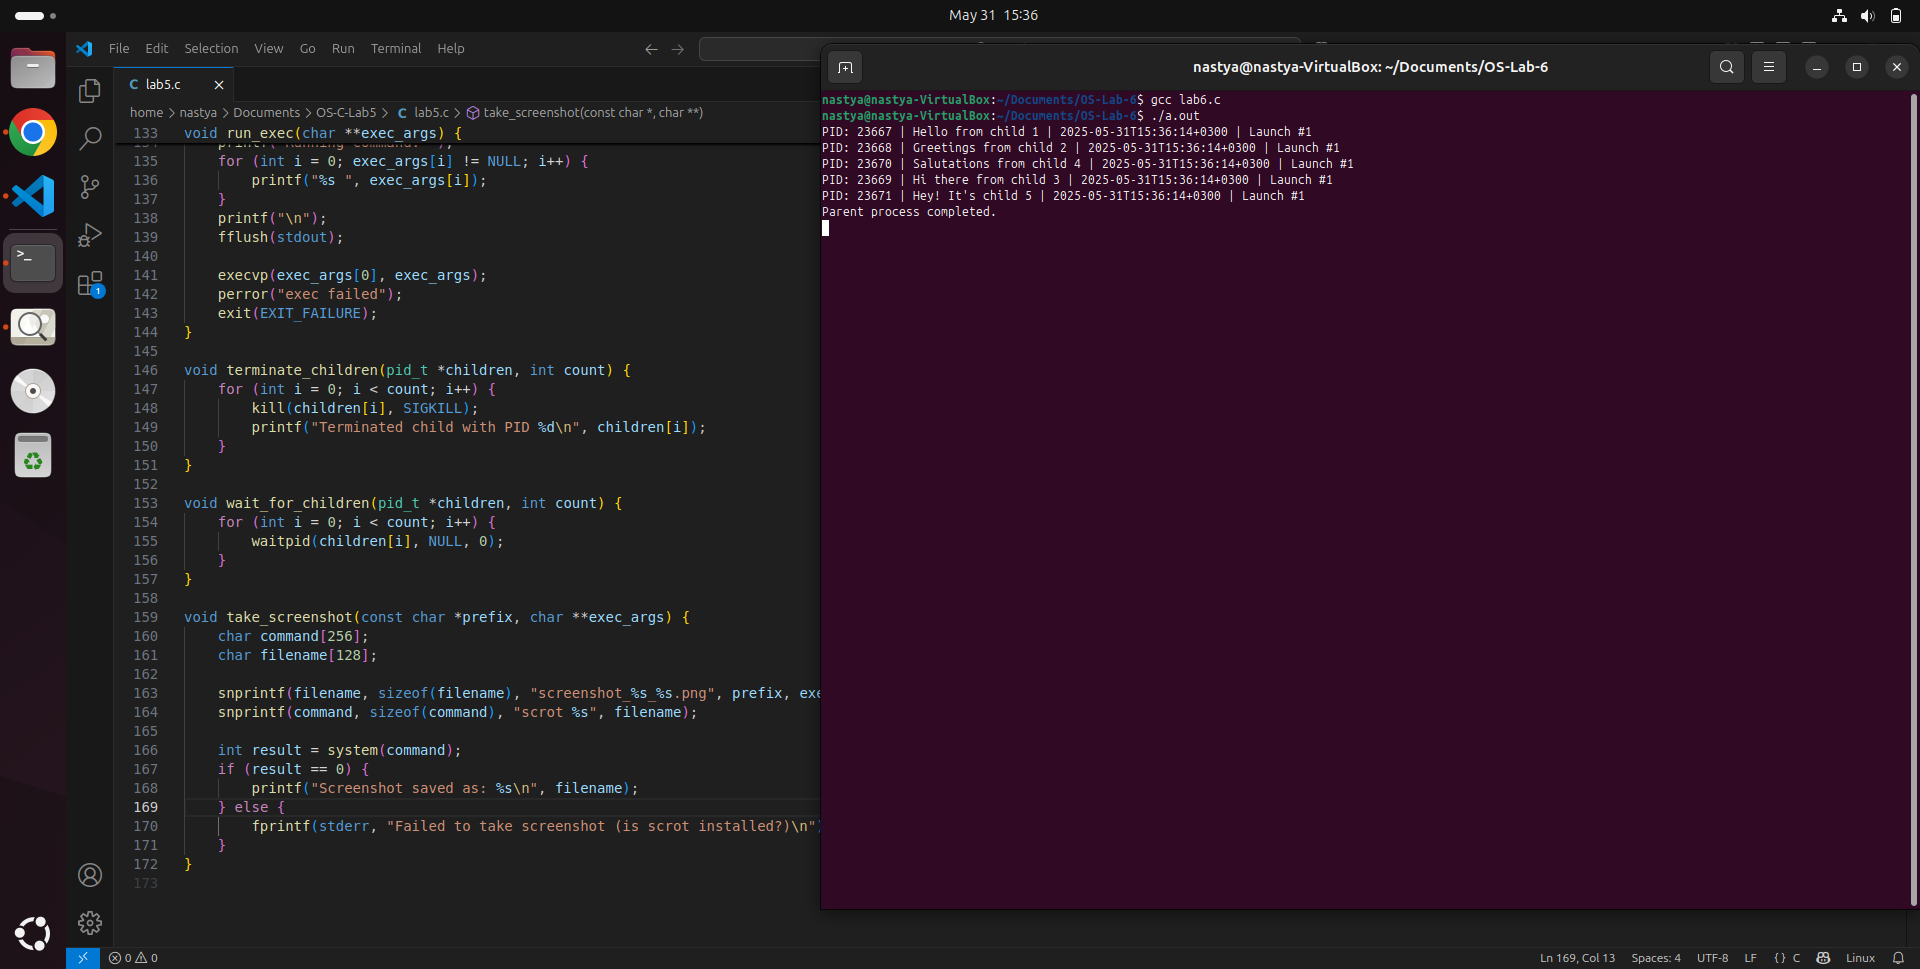 May 31 15:36
File Edit Selection View Go Run Terminal Help
lab5.c
home > nastya > Documents > OS-C-Lab5 > C lab5.c > take_screenshot(const char *, char **)
133 void run_exec(char **exec_args) {
135 for (int i = 0; exec_args[i] != NULL; i++) {
136 printf("%s ", exec_args[i]);
137 }
138 printf("\n");
139 fflush(stdout);
140
141 execvp(exec_args[0], exec_args);
142 perror("exec failed");
143 exit(EXIT_FAILURE);
144 }
145
146 void terminate_children(pid_t *children, int count) {
147 for (int i = 0; i < count; i++) {
148 kill(children[i], SIGKILL);
149 printf("Terminated child with PID %d\n", children[i]);
150 }
151 }
152
153 void wait_for_children(pid_t *children, int count) {
154 for (int i = 0; i < count; i++) {
155 waitpid(children[i], NULL, 0);
156 }
157 }
158
159 void take_screenshot(const char *prefix, char **exec_args) {
160 char command[256];
161 char filename[128];
162
163 snprintf(filename, sizeof(filename), "screenshot_%s_%s.png", prefix, exe
164 snprintf(command, sizeof(command), "scrot %s", filename);
165
166 int result = system(command);
167 if (result == 0) {
168 printf("Screenshot saved as: %s\n", filename);
169 } else {
170 fprintf(stderr, "Failed to take screenshot (is scrot installed?)\n")
171 }
172 }
173
nastya@nastya-VirtualBox: ~/Documents/OS-Lab-6
nastya@nastya-VirtualBox:~/Documents/OS-Lab-6$ gcc lab6.c
nastya@nastya-VirtualBox:~/Documents/OS-Lab-6$ ./a.out
PID: 23667 | Hello from child 1 | 2025-05-31T15:36:14+0300 | Launch #1
PID: 23668 | Greetings from child 2 | 2025-05-31T15:36:14+0300 | Launch #1
PID: 23670 | Salutations from child 4 | 2025-05-31T15:36:14+0300 | Launch #1
PID: 23669 | Hi there from child 3 | 2025-05-31T15:36:14+0300 | Launch #1
PID: 23671 | Hey! It's child 5 | 2025-05-31T15:36:14+0300 | Launch #1
Parent process completed.
1
0 0
Ln 169, Col 13 Spaces: 4 UTF-8 LF {} C Linux